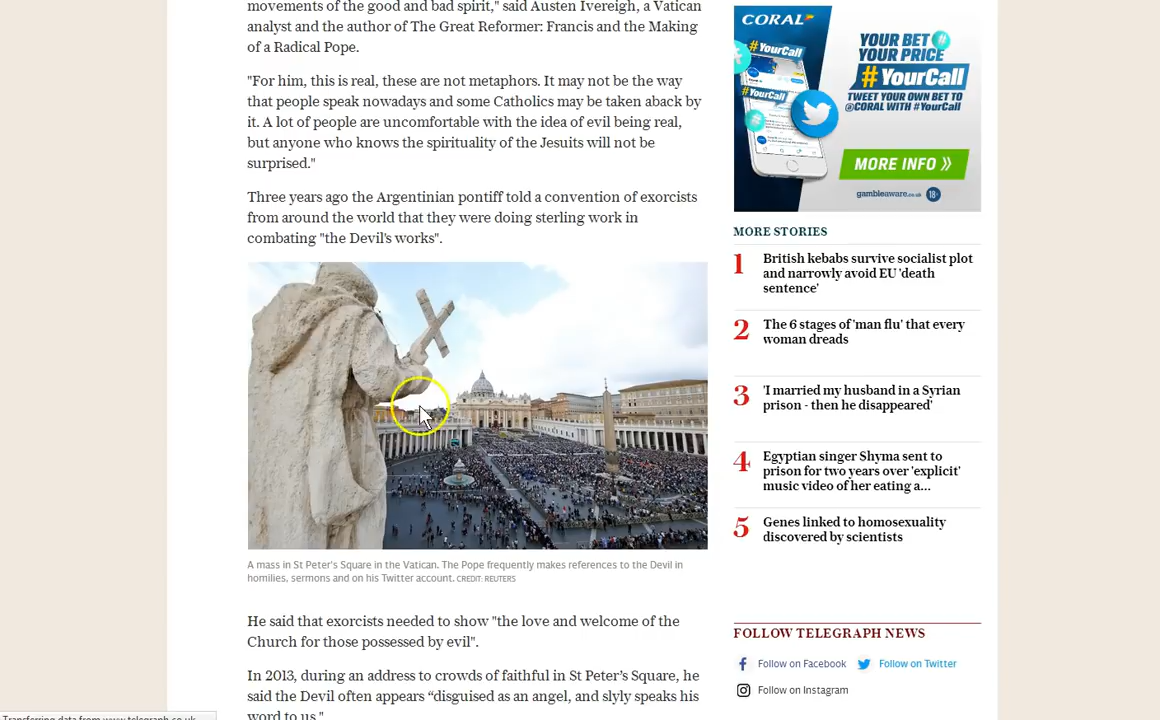 movements of the good and bad spirit," said Austen Ivereigh, a Vatican
analyst and the author of The Great Reformer: Francis and the Making
of a Radical Pope.
"For him, this is real, these are not metaphors. It may not be the way
that people speak nowadays and some Catholics may be taken aback by
it. A lot of people are uncomfortable with the idea of evil being real,
but anyone who knows the spirituality of the Jesuits will not be
surprised."
Three years ago the Argentinian pontiff told a convention of exorcists
from around the world that they were doing sterling work in
combating "the Devil's works".
A mass in St Peter's Square in the Vatican. The Pope frequently makes references to the Devil in
homilies, sermons and on his Twitter account. CREDIT: REUTERS
He said that exorcists needed to show "the love and welcome of the
Church for those possessed by evil".
In 2013, during an address to crowds of faithful in St Peter’s Square, he
said the Devil often appears “disguised as an angel, and slyly speaks his
word to us.”
CORAL
#YourCall
#YourCall
#
#
#
YOUR BET
YOUR PRICE
#YourCall
TWEET YOUR OWN BET TO
@CORAL WITH #YourCall
MORE INFO
gambleaware.co.uk 18+
MORE STORIES
1 British kebabs survive socialist plot
and narrowly avoid EU 'death
sentence'
2 The 6 stages of 'man flu' that every
woman dreads
3 'I married my husband in a Syrian
prison - then he disappeared'
4 Egyptian singer Shyma sent to
prison for two years over 'explicit'
music video of her eating a...
5 Genes linked to homosexuality
discovered by scientists
FOLLOW TELEGRAPH NEWS
Follow on Facebook Follow on Twitter
Follow on Instagram
Transferring data from www.telegraph.co.uk...